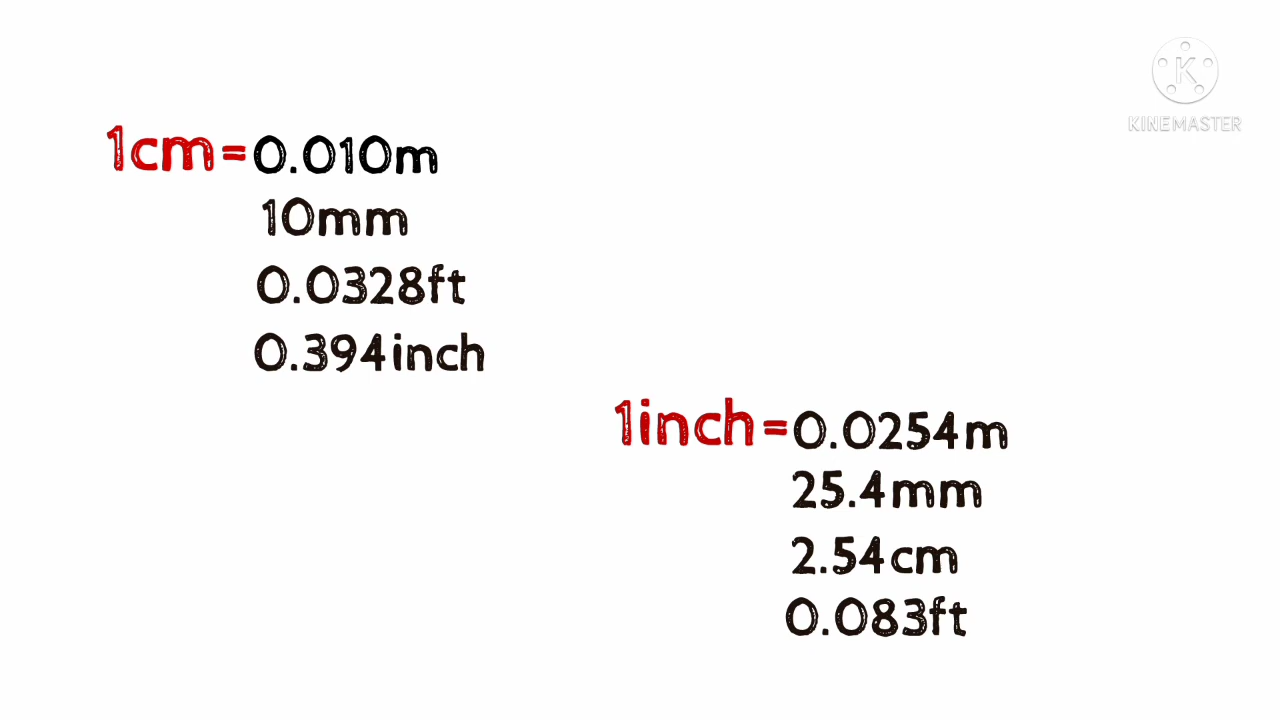 K
KINEMASTER
1cm=0.010m
10mm
0.0328ft
0.394inch
1inch=0.0254m
25.4mm
2.54cm
0.083ft